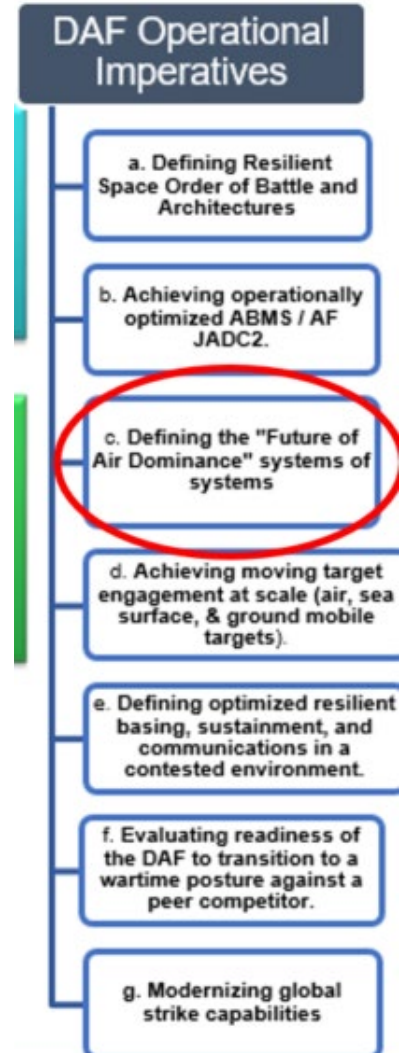 DAF Operational
Imperatives
a. Defining Resilient
Space Order of Battle and
Architectures
b. Achieving operationally
optimized ABMS / AF
JADC2.
c. Defining the "Future of
Air Dominance" systems of
systems
d. Achieving moving target
engagement at scale (air, sea
surface, & ground mobile
targets).
e. Defining optimized resilient
basing, sustainment, and
communications in a
contested environment.
f. Evaluating readiness of
the DAF to transition to a
wartime posture against a
peer competitor.
g. Modernizing global
strike capabilities